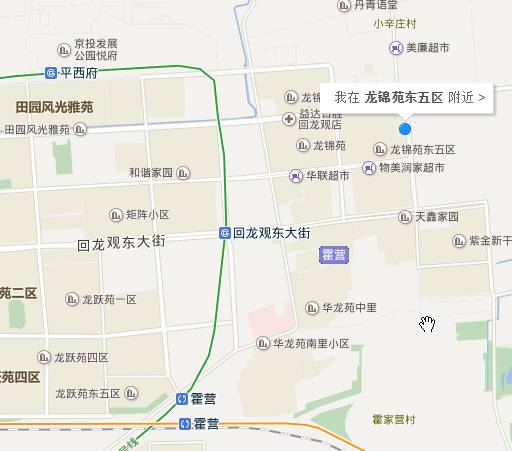 丹青语堂
小辛庄村
京投发展
公园悦府
美廉超市
平西府
我在 龙锦苑东五区 附近 >
龙锦
田园风光雅苑
益达百旺
回龙观店
田园风光雅苑
龙锦苑
龙锦苑东五区
和谐家园
华联超市
物美润家超市
矩阵小区
天鑫家园
回龙观东大街
回龙观东大街
紫金新干
霍营
苑二区
龙跃苑一区
华龙苑中里
华龙苑南里小区
龙跃苑四区
跃苑四区
龙跃苑东五区
霍营
霍营
霍家营村
号线